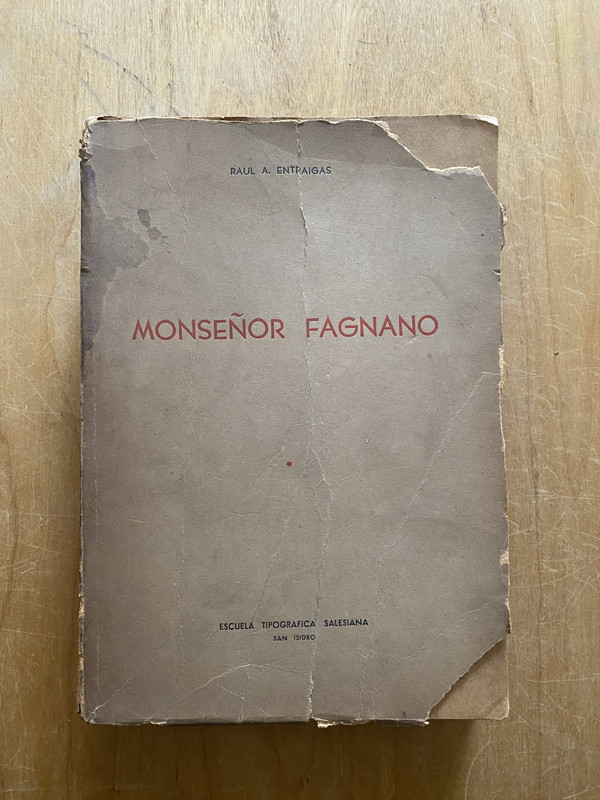 RAUL A. ENTRAIGAS
MONSEÑOR FAGNANO
ESCUELA TIPOGRAFICA SALESIANA
SAN ISIDRO